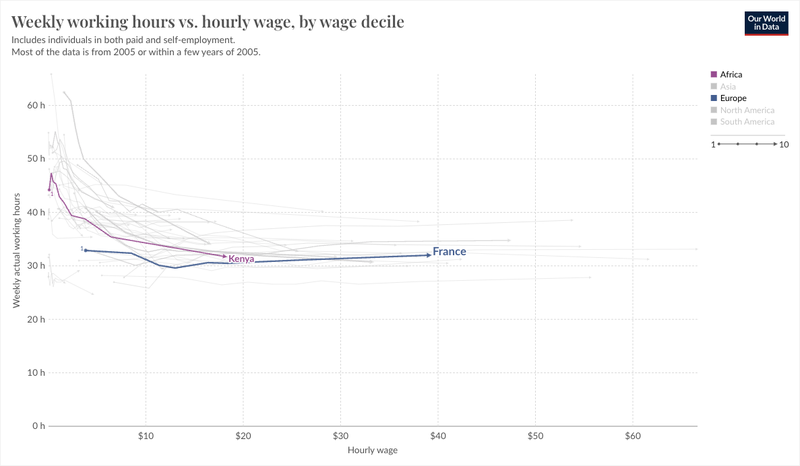 Weekly working hours vs. hourly wage, by wage decile
Includes individuals in both paid and self-employment.
Most of the data is from 2005 or within a few years of 2005.
Our World
in Data
Africa
Asia
Europe
North America
South America
1 10
60 h
50 h
40 h
30 h
20 h
10 h
0 h
Weekly actual working hours
1
1
Kenya
France
$10
$20
$30
$40
$50
$60
Hourly wage